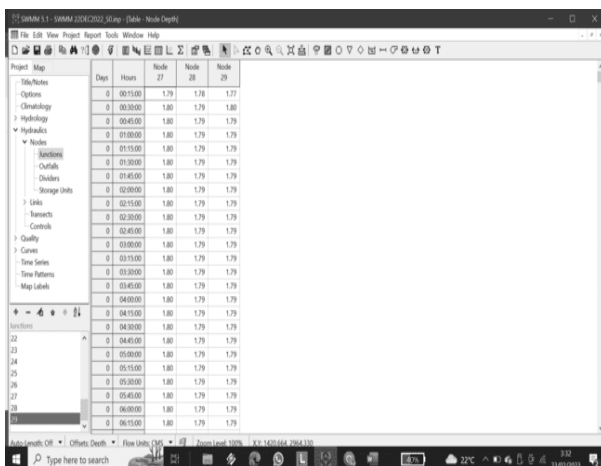 SWMM 5.1 - SWMM 22DEC2022_50.inp - [Table - Node Depth]
File Edit View Project Report Tools Window Help
Project Map
Title/Notes
Options
Climatology
Hydrology
Hydraulics
Nodes
Junctions
Outfalls
Dividers
Storage Units
Links
Transects
Controls
Quality
Curves
Time Series
Time Patterns
Map Labels
Junctions
22
23
24
25
26
27
28
29
Days Hours Node 27 Node 28 Node 29
0 00:15:00 1.79 1.78 1.77
0 00:30:00 1.80 1.79 1.80
0 00:45:00 1.80 1.79 1.79
0 01:00:00 1.80 1.79 1.79
0 01:15:00 1.80 1.79 1.79
0 01:30:00 1.80 1.79 1.79
0 01:45:00 1.80 1.79 1.79
0 02:00:00 1.80 1.79 1.79
0 02:15:00 1.80 1.79 1.79
0 02:30:00 1.80 1.79 1.79
0 02:45:00 1.80 1.79 1.79
0 03:00:00 1.80 1.79 1.79
0 03:15:00 1.80 1.79 1.79
0 03:30:00 1.80 1.79 1.79
0 03:45:00 1.80 1.79 1.79
0 04:00:00 1.80 1.79 1.79
0 04:15:00 1.80 1.79 1.79
0 04:30:00 1.80 1.79 1.79
0 04:45:00 1.80 1.79 1.79
0 05:00:00 1.80 1.79 1.79
0 05:15:00 1.80 1.79 1.79
0 05:30:00 1.80 1.79 1.79
0 05:45:00 1.80 1.79 1.79
0 06:00:00 1.80 1.79 1.79
0 06:15:00 1.80 1.79 1.79
Auto-Length: Off Offsets: Depth Flow Units: CMS Zoom Level: 100% X,Y: 1420.664, 2964.330
Type here to search
40%
22°C
3:32